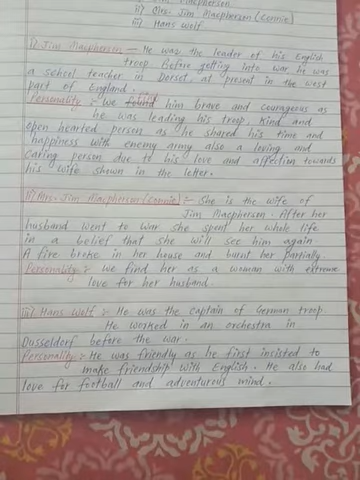 Jim Macpherson
ii) Mrs. Jim Macpherson (Connie)
iii) Hans Wolf
i) Jim Macpherson — He was the leader of his English
troop. Before getting into war he was
a school teacher in Dorset, at present in the west
part of England.
Personality :- We find him brave and courageous as
he was leading his troop. Kind and
open hearted person as he shared his time and
happiness with enemy army also a loving and
caring person due to his love and affection towards
his wife shown in the letter.
ii) Mrs. Jim Macpherson (Connie) :- She is the wife of
Jim Macpherson. After her
husband went to war she spent her whole life
in a belief that she will see him again
A fire broke in her house and burnt her partially.
Personality :- we find her as a woman with extreme
love for her husband.
iii) Hans Wolf :- He was the captain of German troop.
He worked in an orchestra in
Dusseldorf before the war.
Personality :- He was friendly as he first insisted to
make friendship with English. He also had
love for football and adventurous mind.